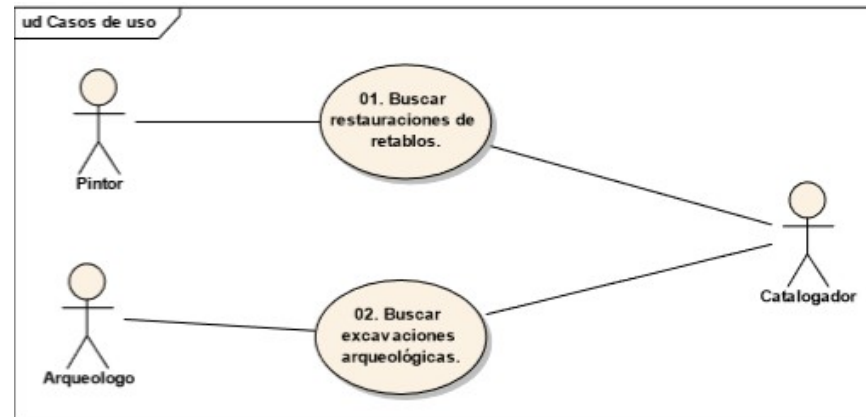 ud Casos de uso
01. Buscar
restauraciones de
retablos.
Pintor
Catalogador
02. Buscar
excavaciones
arqueológicas.
Arqueologo